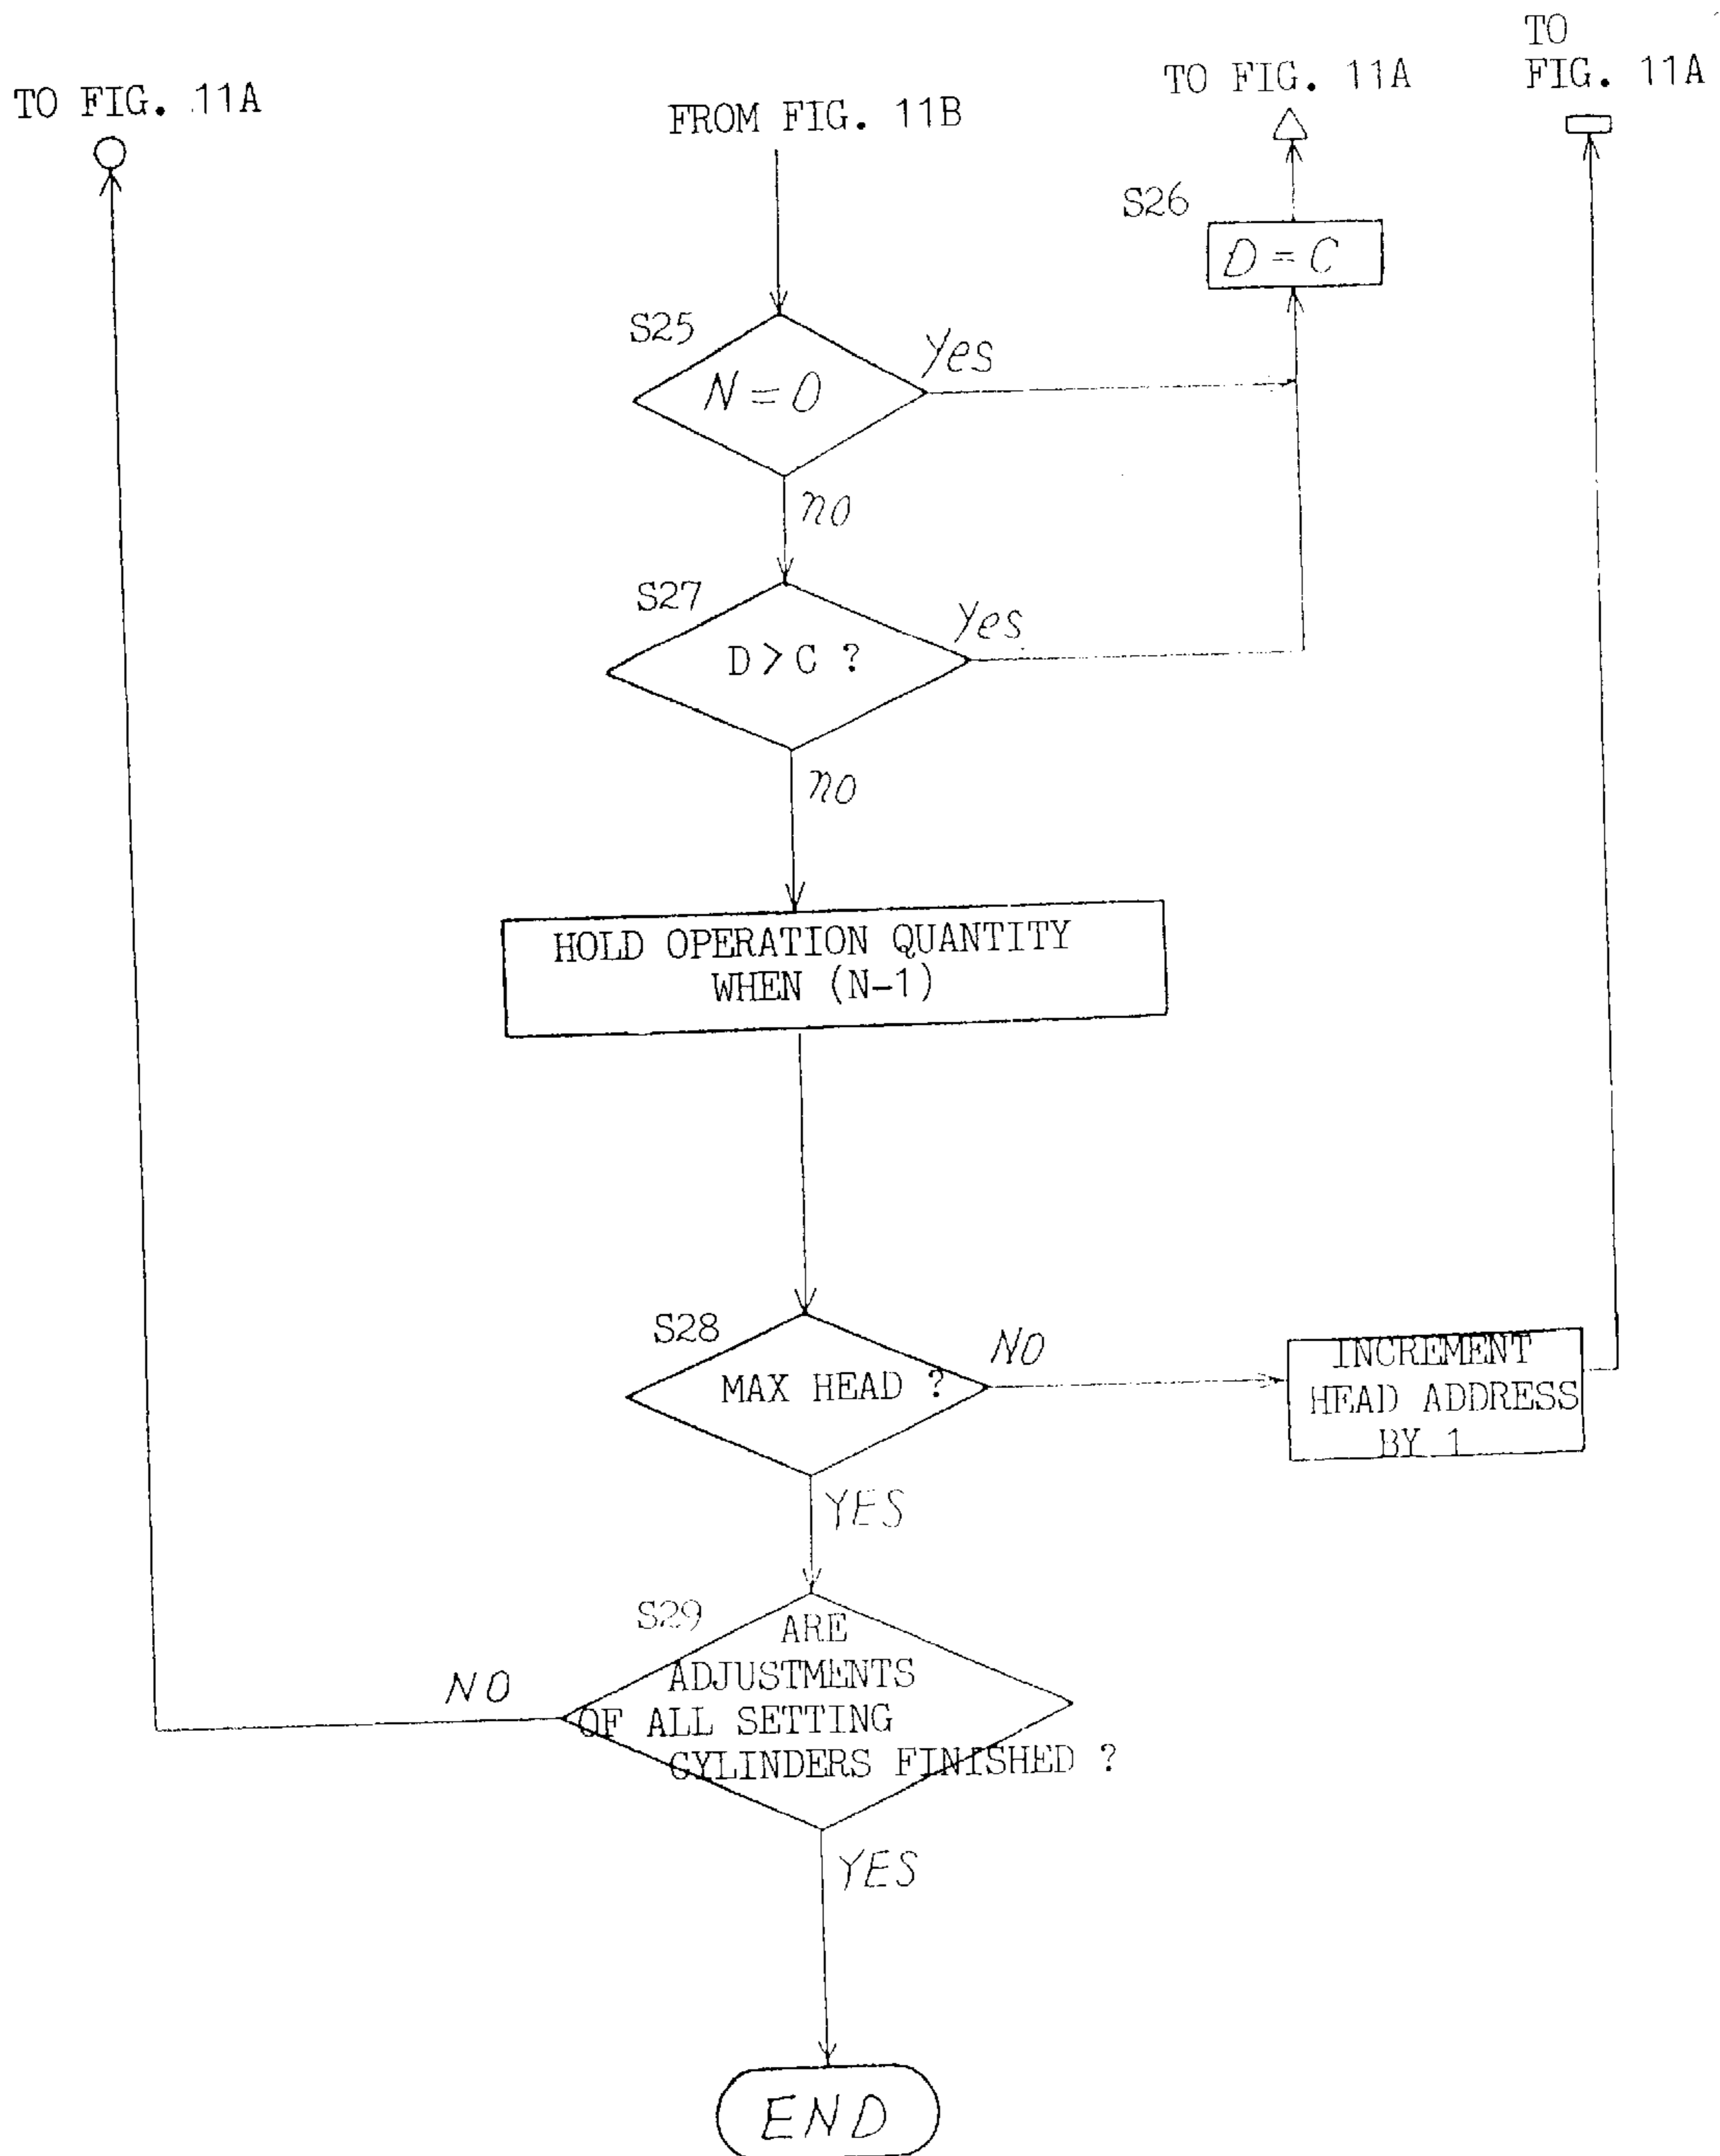 TO FIG. 11A
FROM FIG. 11B
TO FIG. 11A
TO
FIG. 11A
S26
D = C
S25
N = 0
Yes
no
S27
D > C ?
Yes
no
HOLD OPERATION QUANTITY
WHEN (N-1)
S28
MAX HEAD ?
NO
INCREMENT
HEAD ADDRESS
BY 1
YES
S29
ARE
ADJUSTMENTS
OF ALL SETTING
CYLINDERS FINISHED ?
NO
YES
END